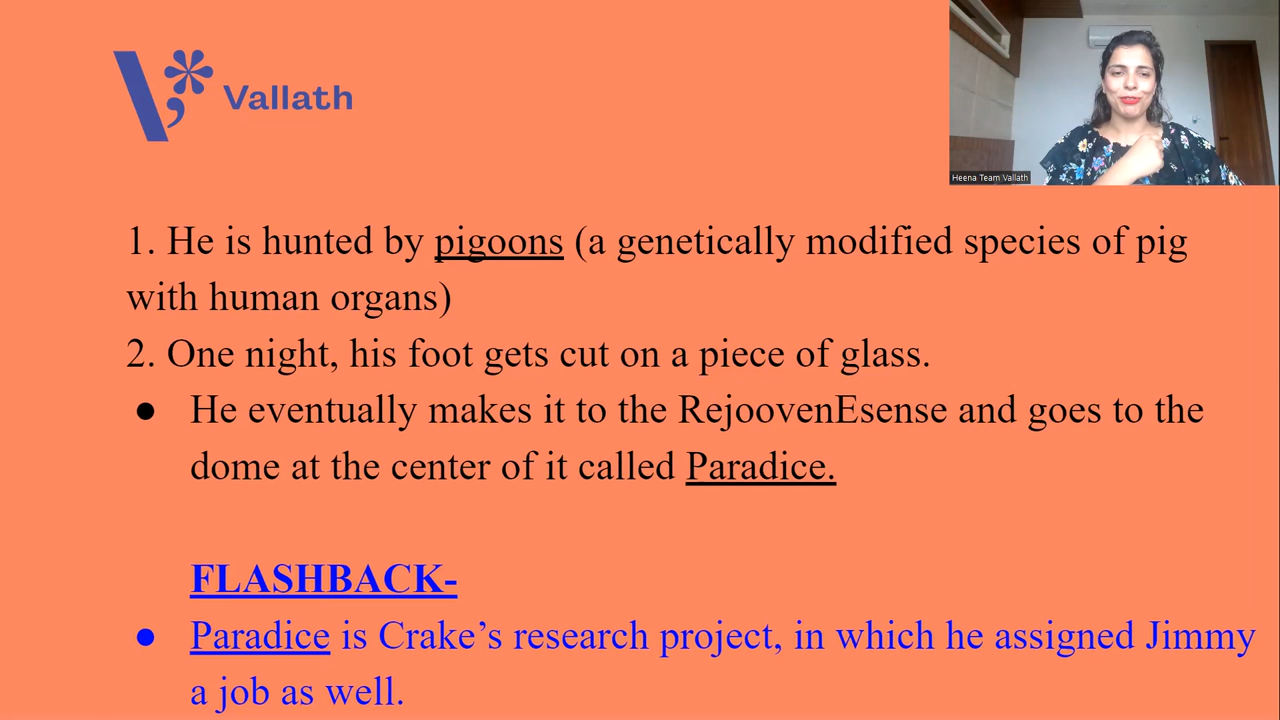 Vallath
Heena Team Vallath
1. He is hunted by pigoons (a genetically modified species of pig
with human organs)
2. One night, his foot gets cut on a piece of glass.
● He eventually makes it to the RejoovenEsense and goes to the
dome at the center of it called Paradice.
FLASHBACK-
● Paradice is Crake’s research project, in which he assigned Jimmy
a job as well.